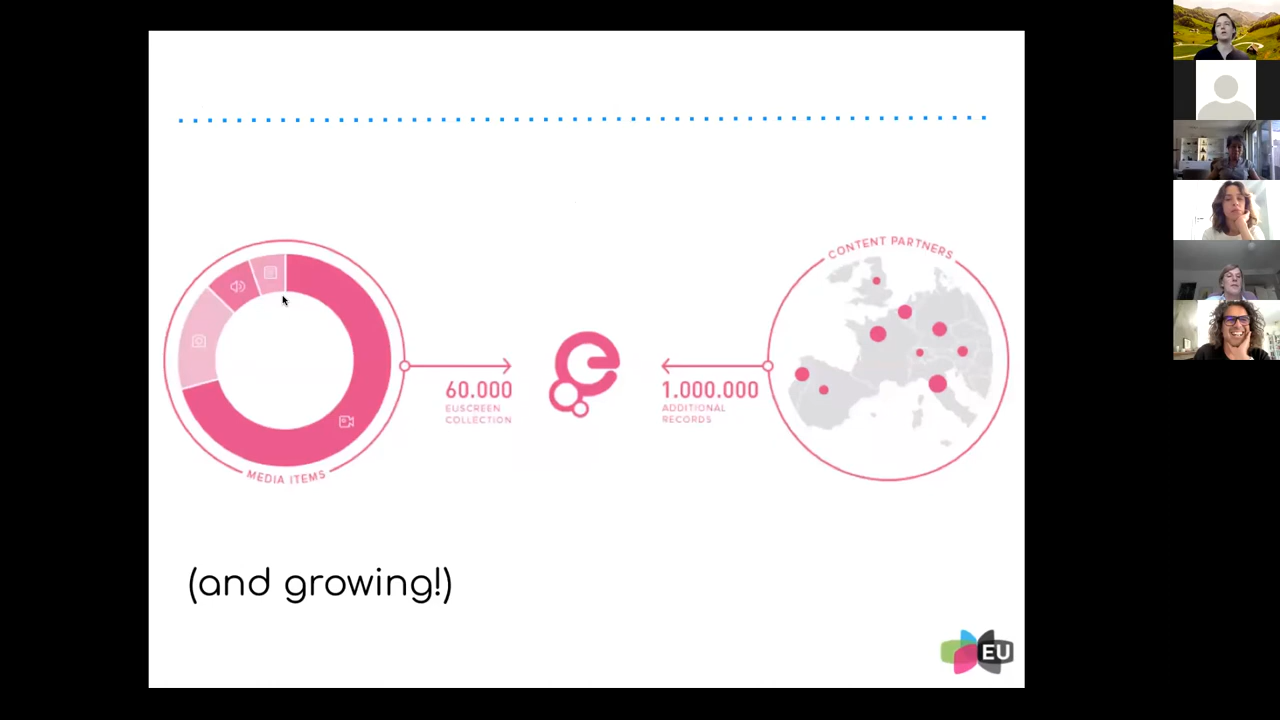 CONTENT PARTNERS
60.000
EUSCREEN
COLLECTION
1.000.000
ADDITIONAL
RECORDS
MEDIA ITEMS
(and growing!)
EU